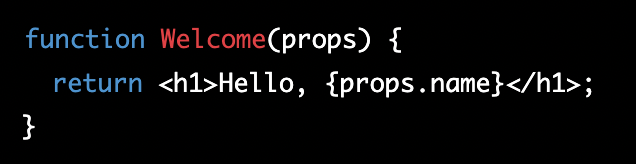 function Welcome(props) {
  return <h1>Hello, {props.name}</h1>;
}